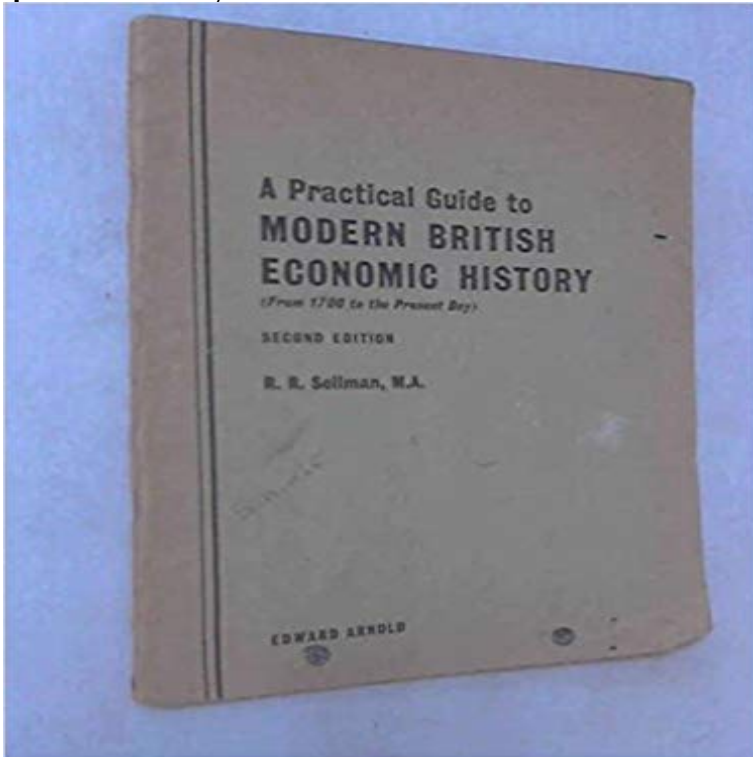 A Practical Guide to
MODERN BRITISH
ECONOMIC HISTORY
(From 1700 to the Present Day)
SECOND EDITION
R. R. Sellman, M.A.
EDWARD ARNOLD